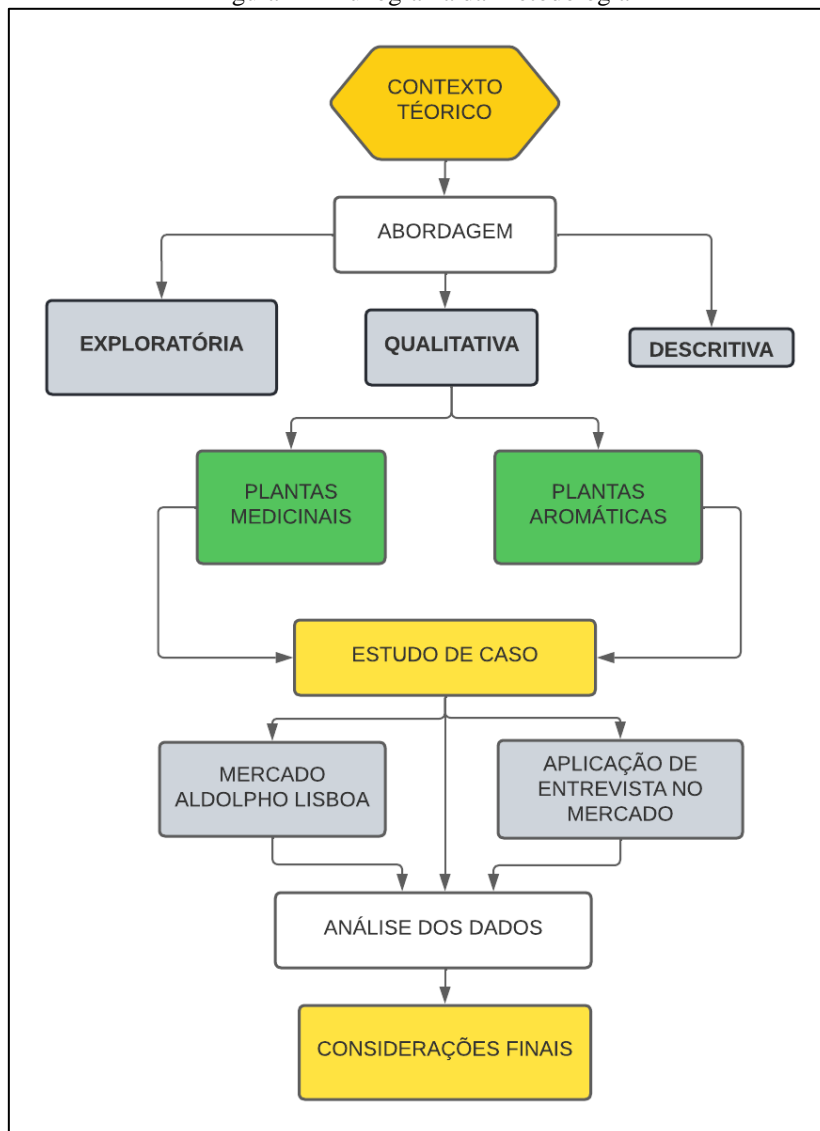 CONTEXTO
TÉORICO
ABORDAGEM
EXPLORATÓRIA
QUALITATIVA
DESCRITIVA
PLANTAS
MEDICINAIS
PLANTAS
AROMÁTICAS
ESTUDO DE CASO
MERCADO
ALDOLPHO LISBOA
APLICAÇÃO DE
ENTREVISTA NO
MERCADO
ANÁLISE DOS DADOS
CONSIDERAÇÕES FINAIS